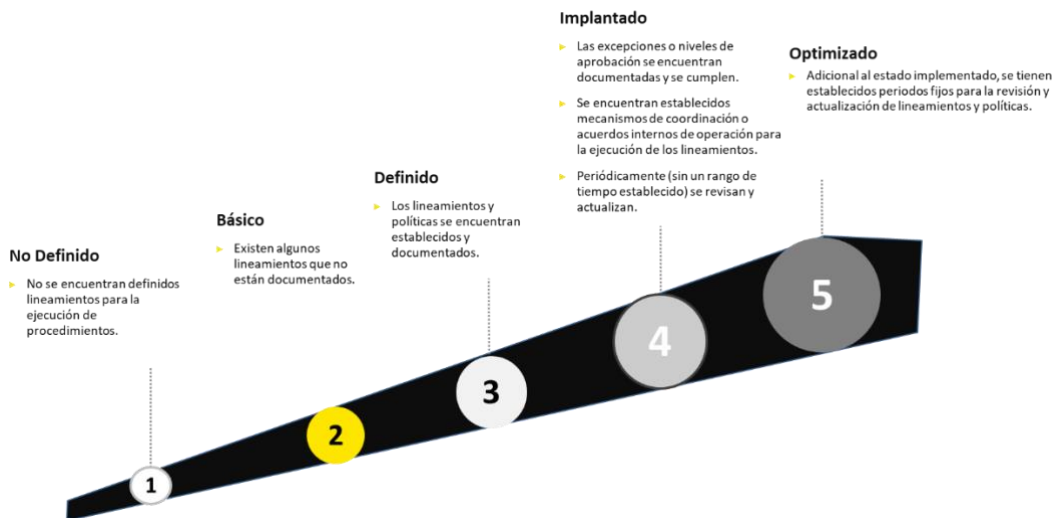 No Definido
No se encuentran definidos
lineamientos para la
ejecución de
procedimientos.
1
Básico
Existen algunos
lineamientos que no
están documentados.
2
Definido
Los lineamientos y
políticas se encuentran
establecidos y
documentados.
3
Implantado
Las excepciones o niveles de
aprobación se encuentran
documentadas y se cumplen.
Se encuentran establecidos
mecanismos de coordinación o
acuerdos internos de operación para
la ejecución de los lineamientos.
Periódicamente (sin un rango de
tiempo establecido) se revisan y
actualizan.
4
Optimizado
Adicional al estado implementado, se tienen
establecidos periodos fijos para la revisión y
actualización de lineamientos y políticas.
5